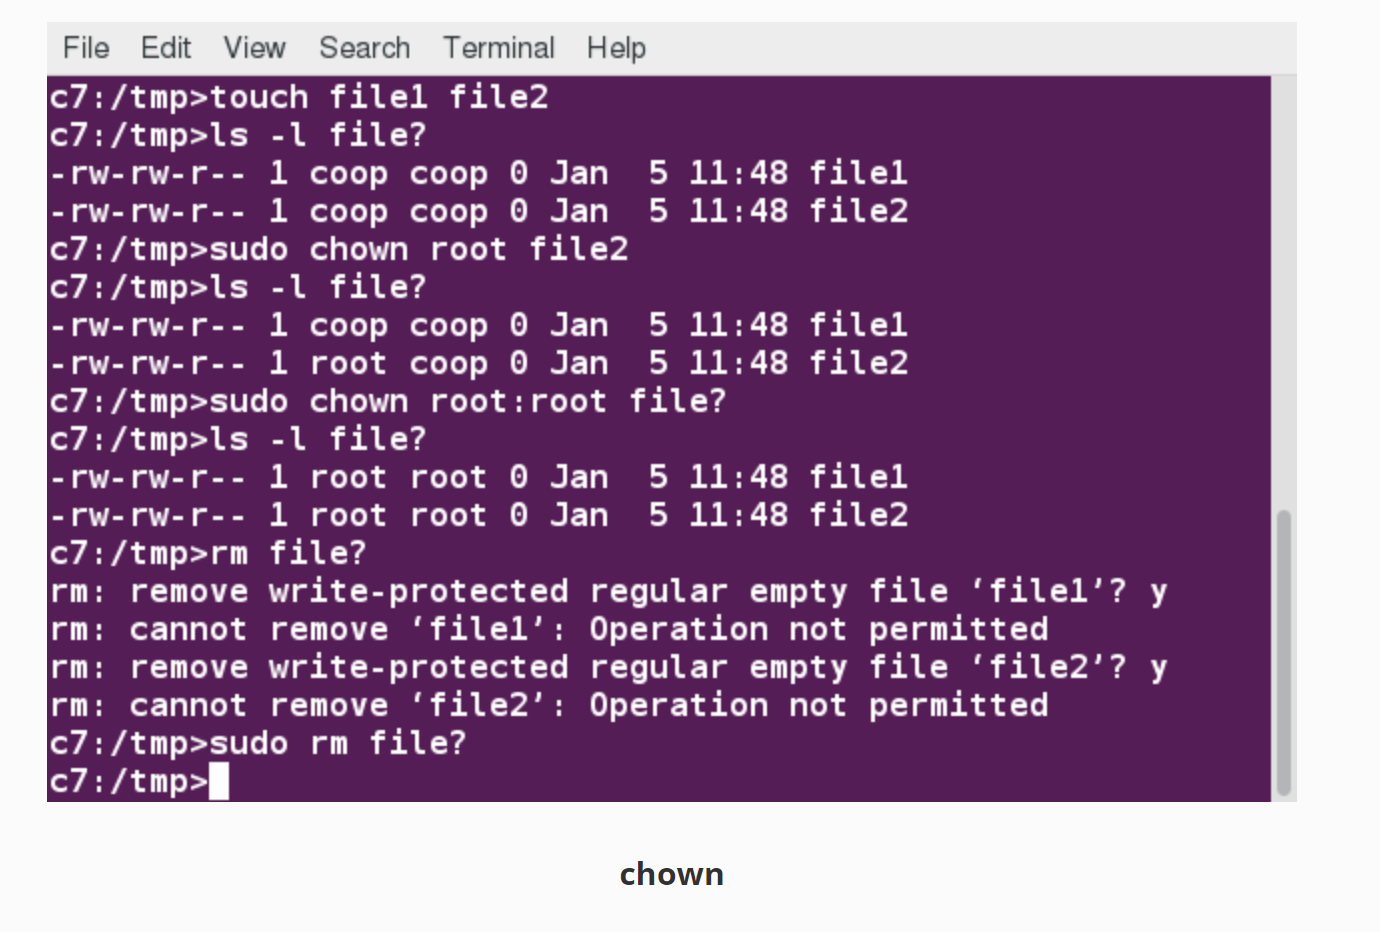 File Edit View Search Terminal Help
c7:/tmp>touch file1 file2
c7:/tmp>ls -l file?
-rw-rw-r-- 1 coop coop 0 Jan  5 11:48 file1
-rw-rw-r-- 1 coop coop 0 Jan  5 11:48 file2
c7:/tmp>sudo chown root file2
c7:/tmp>ls -l file?
-rw-rw-r-- 1 coop coop 0 Jan  5 11:48 file1
-rw-rw-r-- 1 root coop 0 Jan  5 11:48 file2
c7:/tmp>sudo chown root:root file?
c7:/tmp>ls -l file?
-rw-rw-r-- 1 root root 0 Jan  5 11:48 file1
-rw-rw-r-- 1 root root 0 Jan  5 11:48 file2
c7:/tmp>rm file?
rm: remove write-protected regular empty file ‘file1’? y
rm: cannot remove ‘file1’: Operation not permitted
rm: remove write-protected regular empty file ‘file2’? y
rm: cannot remove ‘file2’: Operation not permitted
c7:/tmp>sudo rm file?
c7:/tmp>
chown